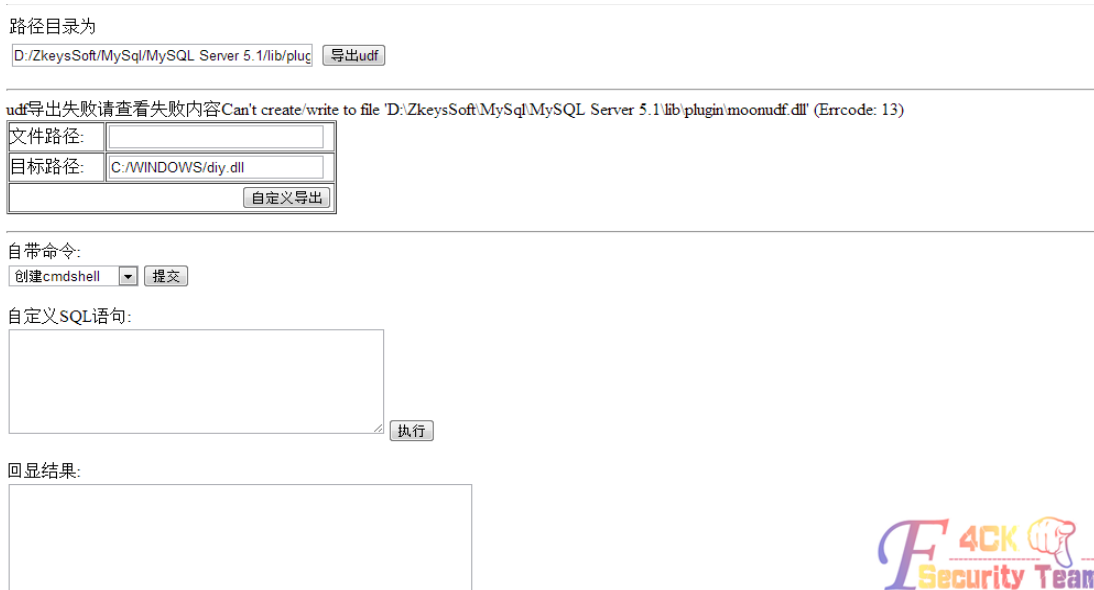 路径目录为
D:/ZkeysSoft/MySql/MySQL Server 5.1/lib/plug 导出udf
udf导出失败请查看失败内容Can't create/write to file 'D:\ZkeysSoft\MySql\MySQL Server 5.1\lib\plugin\moonudf.dll' (Errcode: 13)
文件路径:
目标路径: C:/WINDOWS/diy.dll
自定义导出
自带命令:
创建cmdshell 提交
自定义SQL语句:
执行
回显结果:
F4CK
Security Team